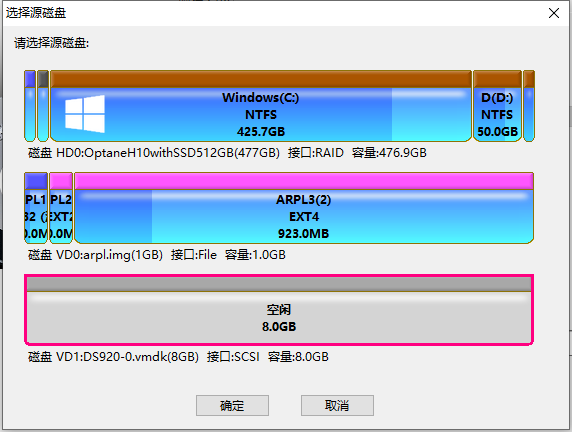 选择源磁盘
请选择源磁盘:
Windows(C:)
NTFS
425.7GB
D(D:)
NTFS
50.0GB
磁盘 HD0:OptaneH10withSSD512GB(477GB) 接口:RAID 容量:476.9GB
PL1
PL2
EXT2
0.0M
ARPL3(2)
EXT4
923.0MB
磁盘 VD0:arpl.img(1GB) 接口:File 容量:1.0GB
空闲
8.0GB
磁盘 VD1:DS920-0.vmdk(8GB) 接口:SCSI 容量:8.0GB
确定
取消